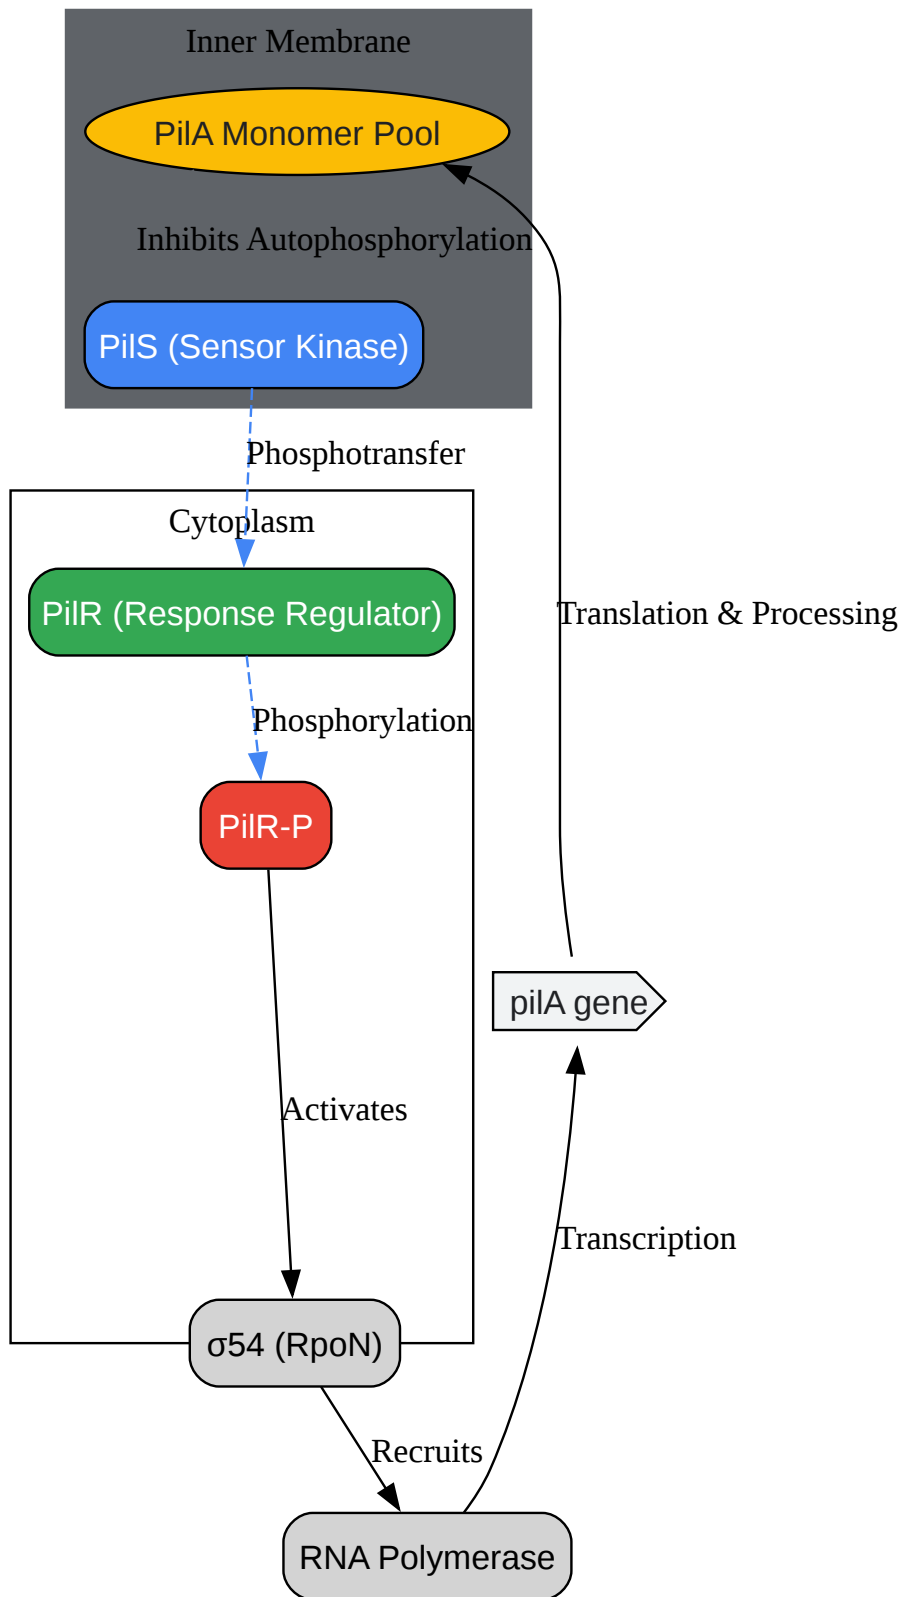 Inner Membrane
PilA Monomer Pool
Inhibits Autophosphorylation
PilS (Sensor Kinase)
Phosphotransfer
Cytoplasm
PilR (Response Regulator)
Translation & Processing
Phosphorylation
PilR-P
pilA gene
Activates
Transcription
σ54 (RpoN)
Recruits
RNA Polymerase